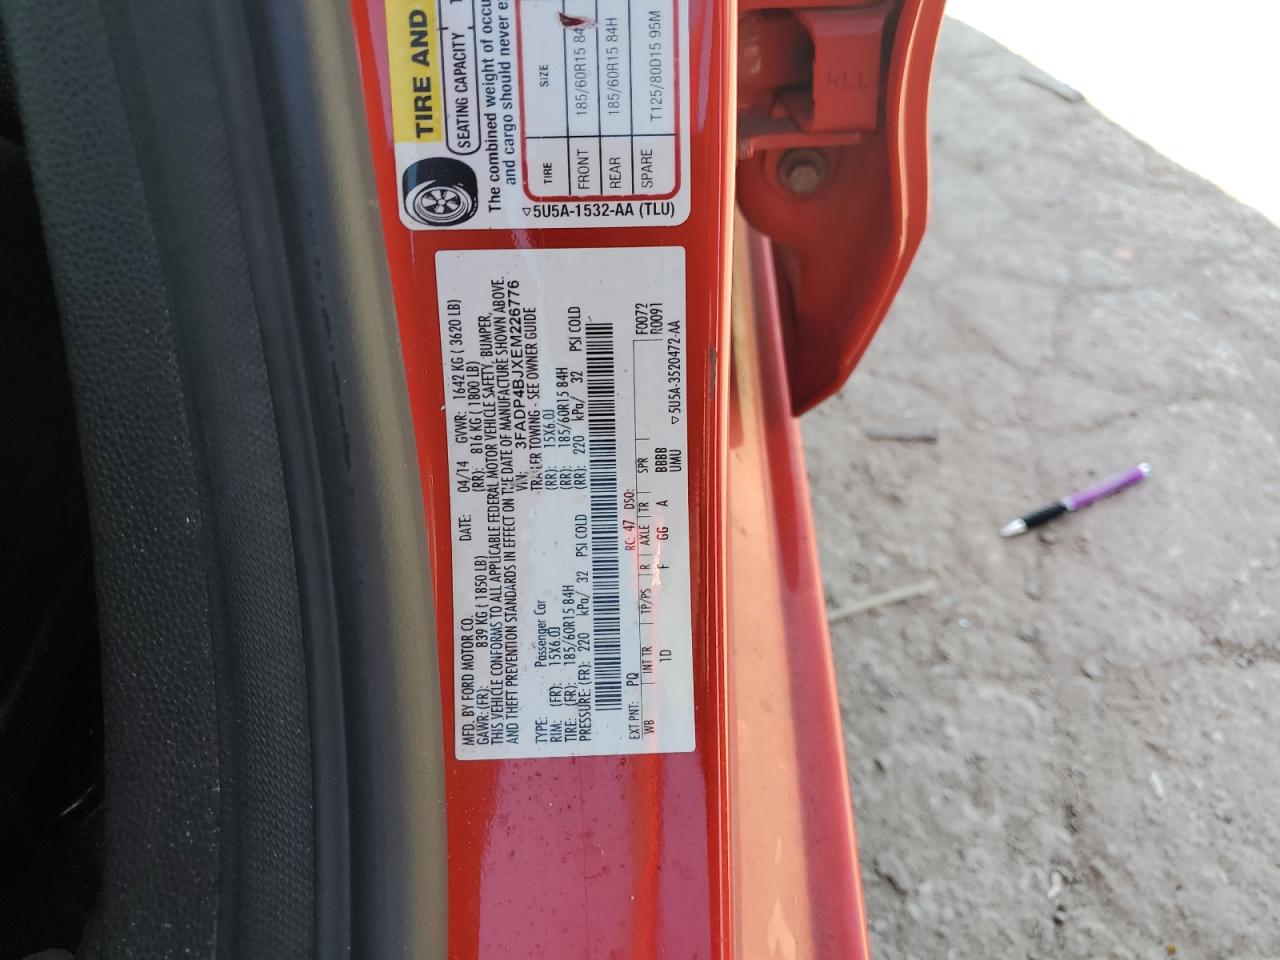 TIRE AND
SEATING CAPACITY
The combined weight of occu
and cargo should never e
TIRE SIZE
FRONT 185/60R15 84
REAR 185/60R15 84H
SPARE T125/80D15 95M
5U5A-1532-AA (TLU)
MFD. BY FORD MOTOR CO. DATE: 04/14 GVWR: 1642 KG ( 3620 LB)
GAWR: (FR): 839 KG ( 1850 LB) (RR): 816 KG ( 1800 LB)
THIS VEHICLE CONFORMS TO ALL APPLICABLE FEDERAL MOTOR VEHICLE SAFETY, BUMPER,
AND THEFT PREVENTION STANDARDS IN EFFECT ON THE DATE OF MANUFACTURE SHOWN ABOVE.
VIN: 3FADP4BJXEM226776
TYPE: Passenger Car TRAILER TOWING - SEE OWNER GUIDE
RIM: (FR): 15X6.0J (RR): 15X6.0J
TIRE: (FR): 185/60R15 84H (RR): 185/60R15 84H
PRESSURE: (FR): 220 kPa/ 32 PSI COLD (RR): 220 kPa/ 32 PSI COLD
EXT PNT: PQ RC: 47 DSO: F0072
WB INT TR TP/PS R AXLE TR SPR R0091
1D F GG A BBBB
UMU
5U5A-3520472-AA
RLL